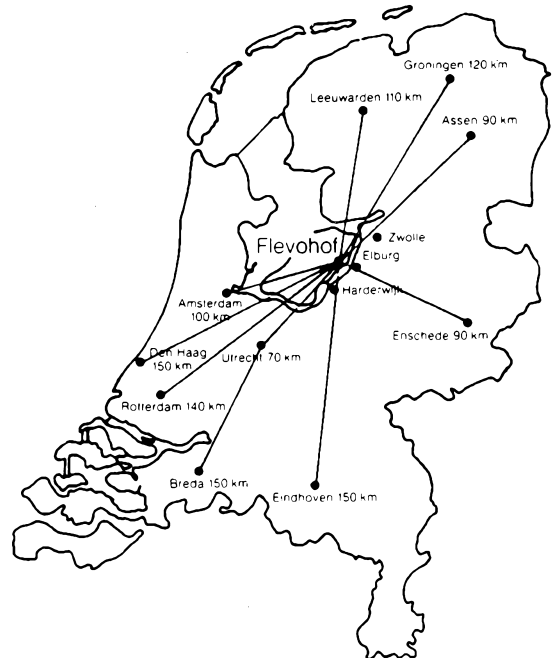 Groningen 120 km
Leeuwarden 110 km
Assen 90 km
Zwolle
Flevohof
Elburg
Harderwijk
Amsterdam
100 km
Enschede 90 km
Den Haag
150 km
Utrecht 70 km
Rotterdam 140 km
Breda 150 km
Eindhoven 150 km